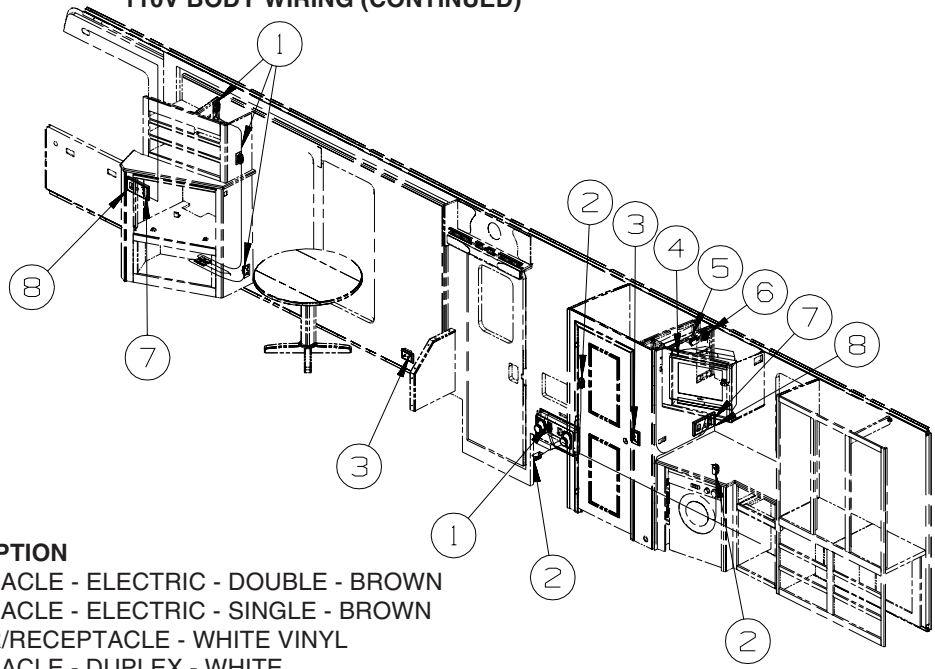 110V BODY WIRING (CONTINUED)
1
2
3
4
5
6
7
8
8
7
3
1
2
2
PTION
ACLE - ELECTRIC - DOUBLE - BROWN
ACLE - ELECTRIC - SINGLE - BROWN
R/RECEPTACLE - WHITE VINYL
ACLE - DUPLEX - WHITE